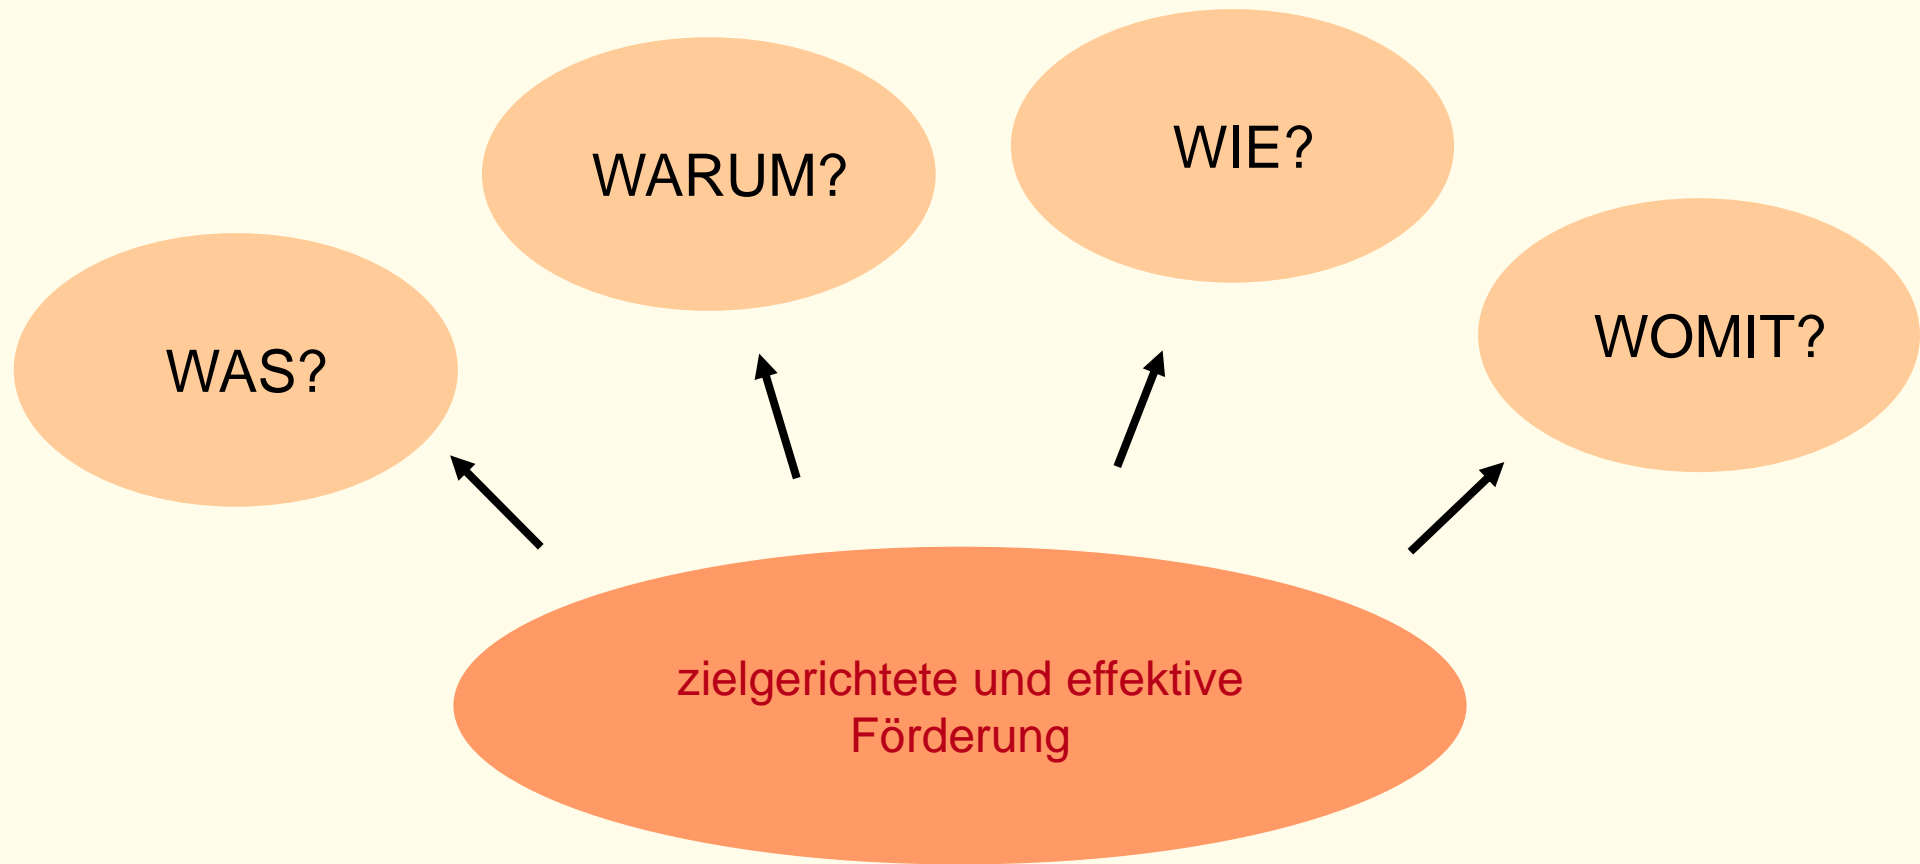 WAS?
WARUM?
WIE?
WOMIT?
zielgerichtete und effektive
Förderung